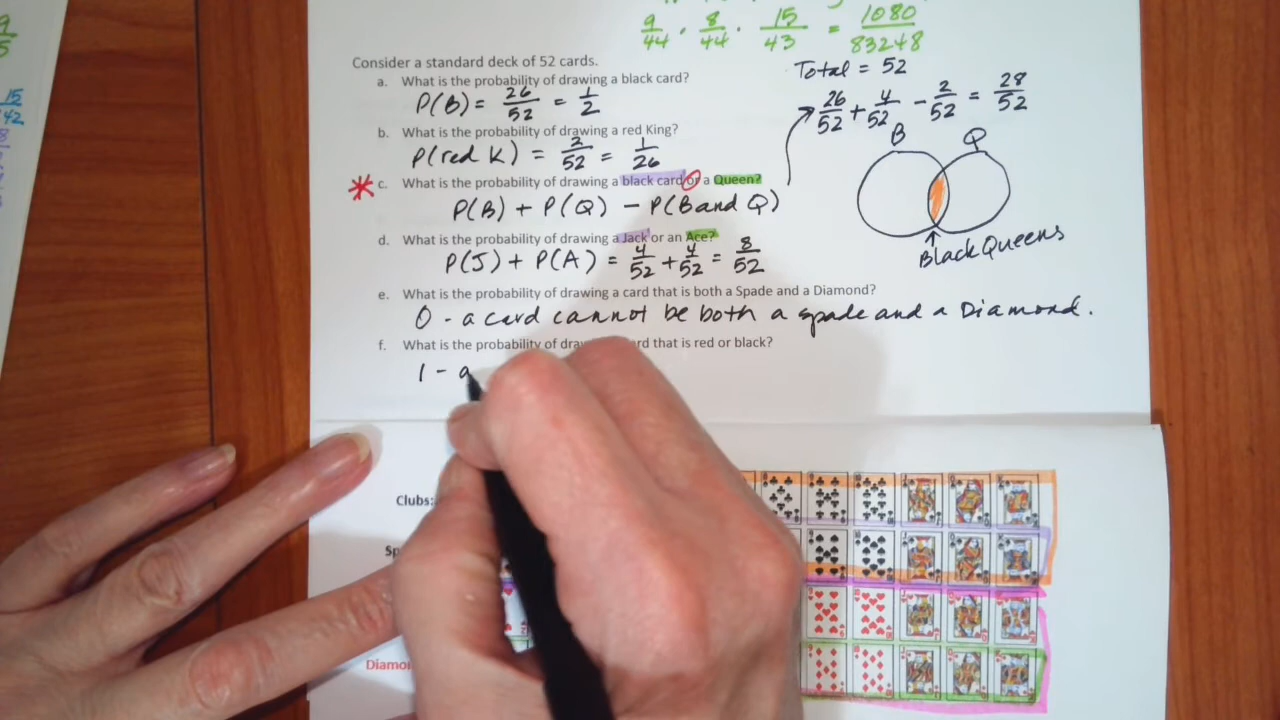 9/44 · 8/44 · 15/43 = 1080/83248
Consider a standard deck of 52 cards.
Total = 52
a. What is the probability of drawing a black card?
P(B) = 26/52 = 1/2
26/52 + 4/52 - 2/52 = 28/52
b. What is the probability of drawing a red King?
P(red K) = 2/52 = 1/26
B Q
* c. What is the probability of drawing a black card or a Queen?
P(B) + P(Q) - P(B and Q)
d. What is the probability of drawing a Jack or an Ace?
P(J) + P(A) = 4/52 + 4/52 = 8/52
Black Queens
e. What is the probability of drawing a card that is both a Spade and a Diamond?
0 - a card cannot be both a spade and a Diamond.
f. What is the probability of that is red or black?
1 - a
Clubs:
15
42